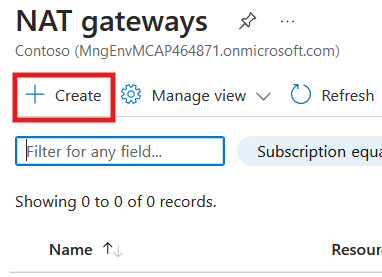 NAT gateways
Contoso (MngEnvMCAP464871.onmicrosoft.com)
Create Manage view Refresh
Filter for any field... Subscription equa
Showing 0 to 0 of 0 records.
Name Resour